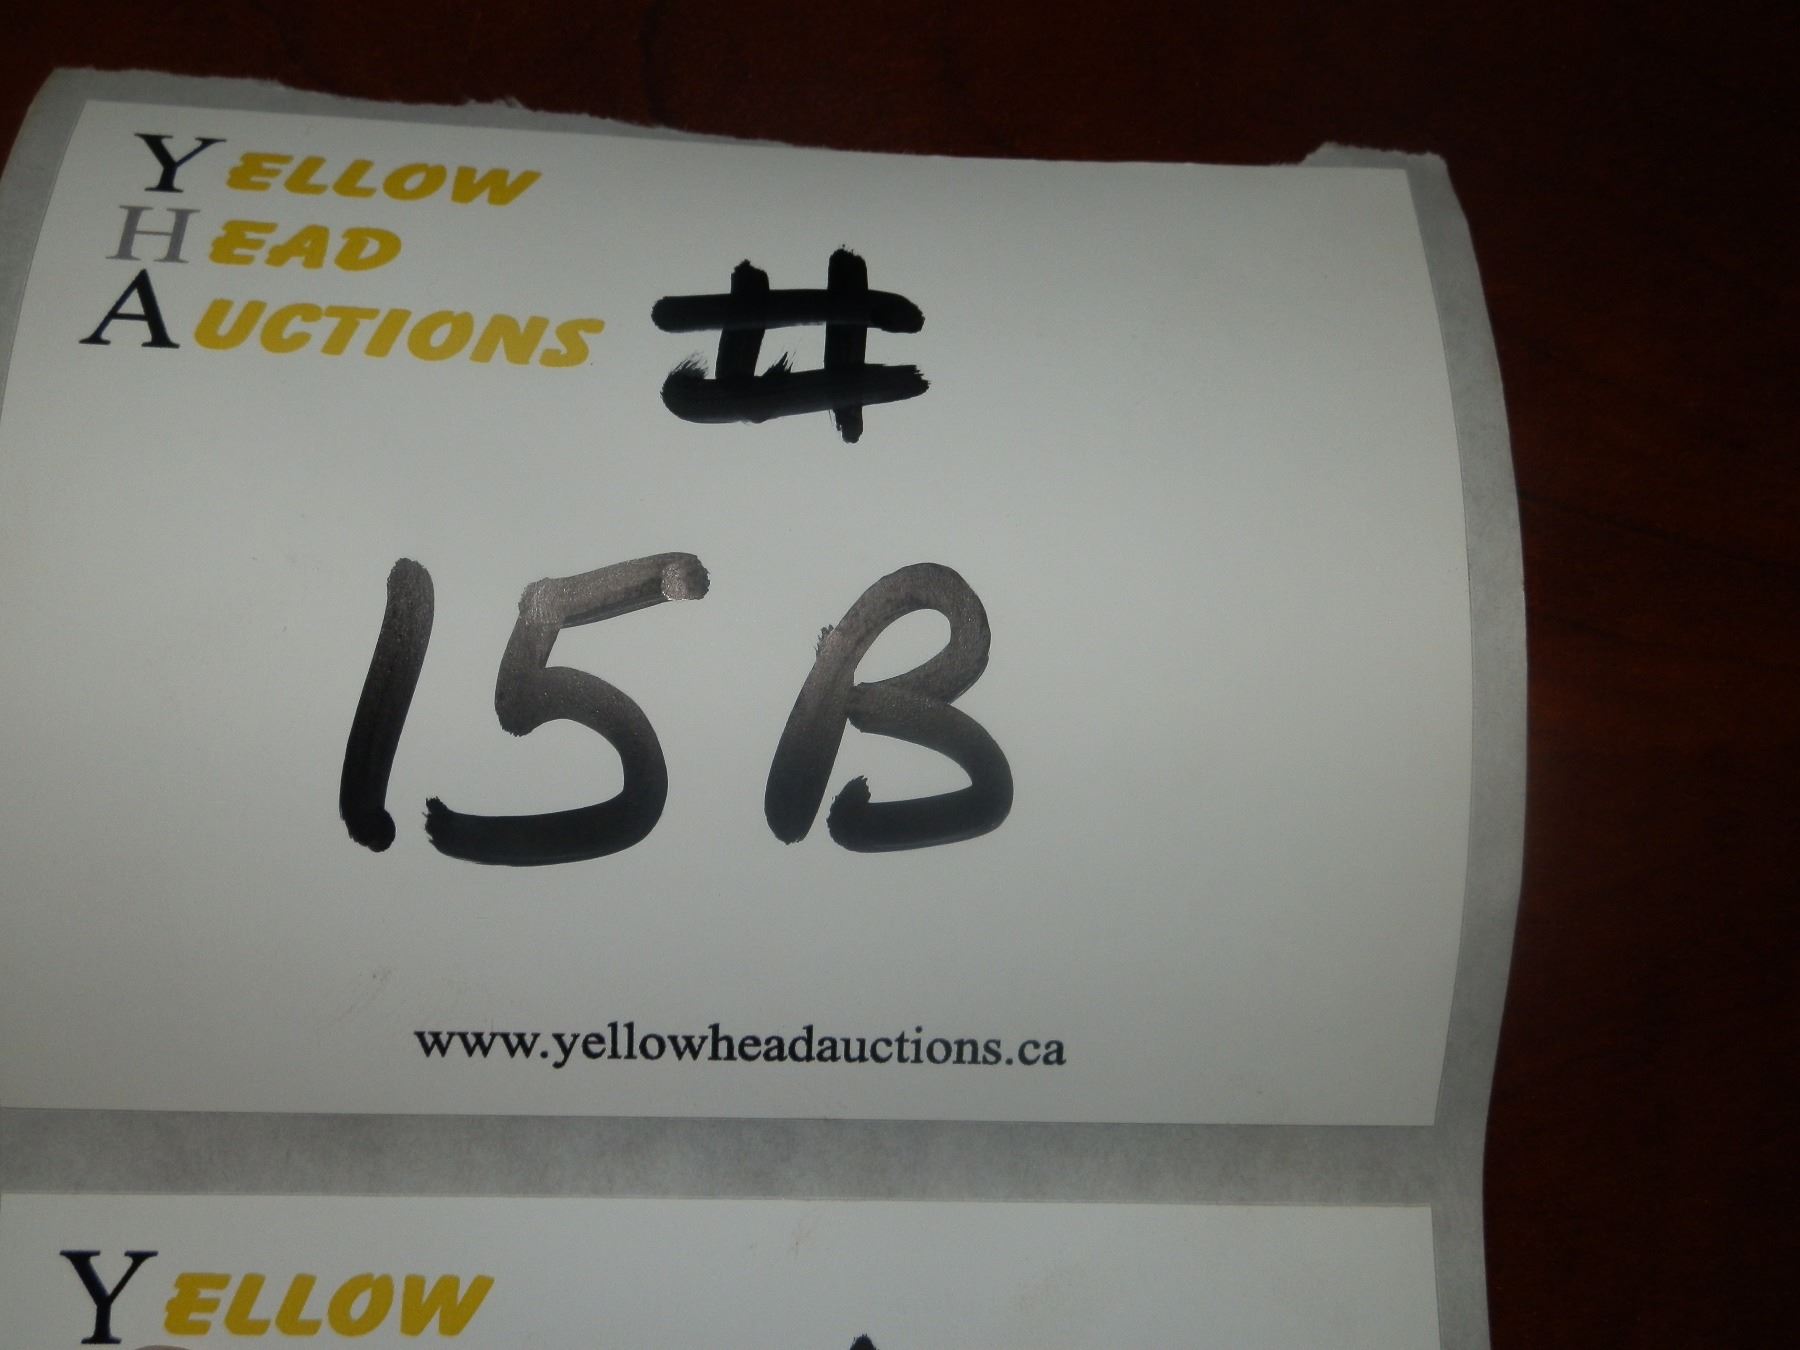 YELLOW
HEAD
AUCTIONS
#
15B
www.yellowheadauctions.ca
YELLOW